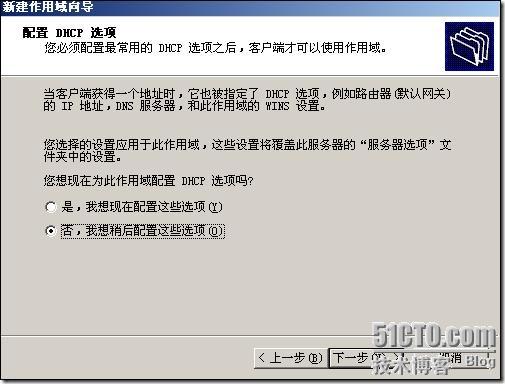 新建作用域向导
配置 DHCP 选项
您必须配置最常用的 DHCP 选项之后，客户端才可以使用作用域。
当客户端获得一个地址时，它也被指定了 DHCP 选项，例如路由器(默认网关)
的 IP 地址，DNS 服务器，和此作用域的 WINS 设置。
您选择的设置应用于此作用域，这些设置将覆盖此服务器的“服务器选项”文
件夹中的设置。
您想现在为此作用域配置 DHCP 选项吗?
是，我想现在配置这些选项(Y)
否，我想稍后配置这些选项(O)
< 上一步(B) 下一步 取消
51CTO.com
技术博客 Blog